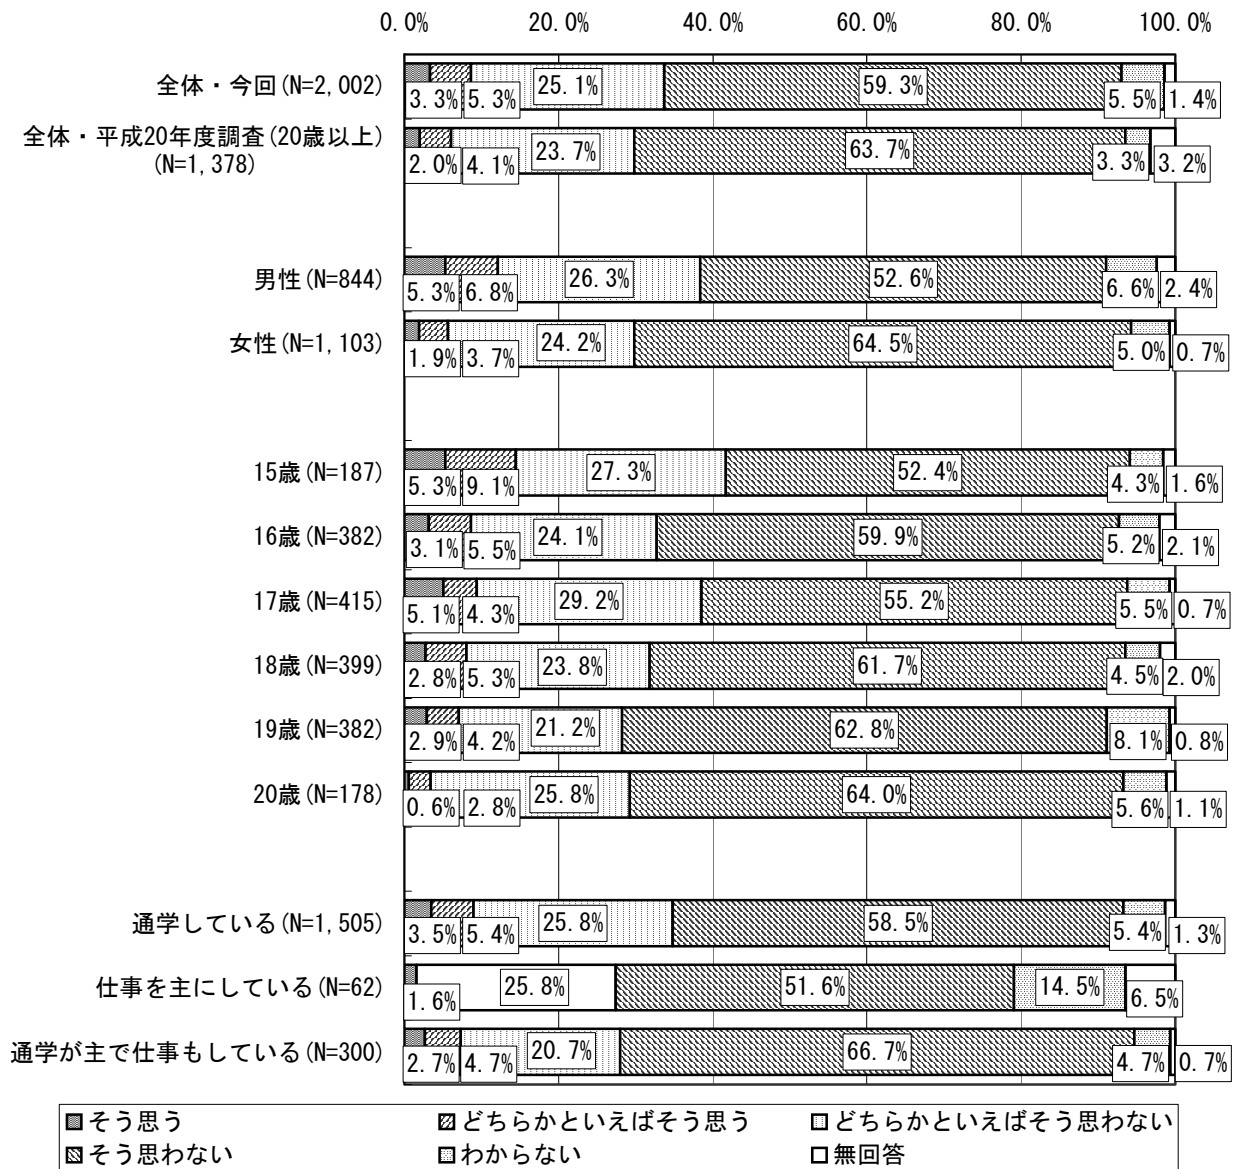 0.0% 20.0% 40.0% 60.0% 80.0% 100.0%
全体・今回(N=2,002) 3.3% 5.3% 25.1% 59.3% 5.5% 1.4%
全体・平成20年度調査(20歳以上)
(N=1,378) 2.0% 4.1% 23.7% 63.7% 3.3% 3.2%
男性(N=844) 5.3% 6.8% 26.3% 52.6% 6.6% 2.4%
女性(N=1,103) 1.9% 3.7% 24.2% 64.5% 5.0% 0.7%
15歳(N=187) 5.3% 9.1% 27.3% 52.4% 4.3% 1.6%
16歳(N=382) 3.1% 5.5% 24.1% 59.9% 5.2% 2.1%
17歳(N=415) 5.1% 4.3% 29.2% 55.2% 5.5% 0.7%
18歳(N=399) 2.8% 5.3% 23.8% 61.7% 4.5% 2.0%
19歳(N=382) 2.9% 4.2% 21.2% 62.8% 8.1% 0.8%
20歳(N=178) 0.6% 2.8% 25.8% 64.0% 5.6% 1.1%
通学している(N=1,505) 3.5% 5.4% 25.8% 58.5% 5.4% 1.3%
仕事を主にしている(N=62) 1.6% 25.8% 51.6% 14.5% 6.5%
通学が主で仕事もしている(N=300) 2.7% 4.7% 20.7% 66.7% 4.7% 0.7%
そう思う どちらかといえばそう思う どちらかといえばそう思わない
そう思わない わからない 無回答